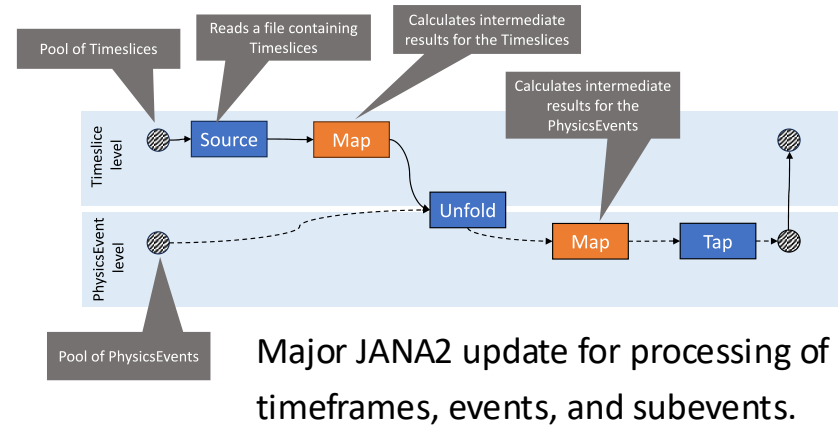 Pool of Timeslices
Reads a file containing
Timeslices
Calculates intermediate
results for the Timeslices
Calculates intermediate
results for the
PhysicsEvents
Timeslice
level
Source
Map
Unfold
PhysicsEvent
level
Map
Tap
Pool of PhysicsEvents
Major JANA2 update for processing of
timeframes, events, and subevents.